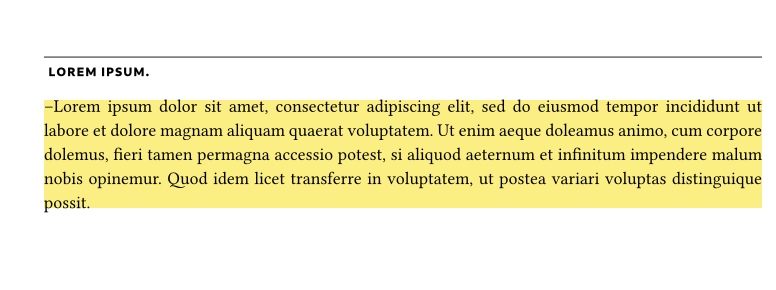 LOREM IPSUM.
–Lorem ipsum dolor sit amet, consectetur adipiscing elit, sed do eiusmod tempor incididunt ut
labore et dolore magnam aliquam quaerat voluptatem. Ut enim aeque doleamus animo, cum corpore
dolemus, fieri tamen permagna accessio potest, si aliquod aeternum et infinitum impendere malum
nobis opinemur. Quod idem licet transferre in voluptatem, ut postea variari voluptas distinguique
possit.